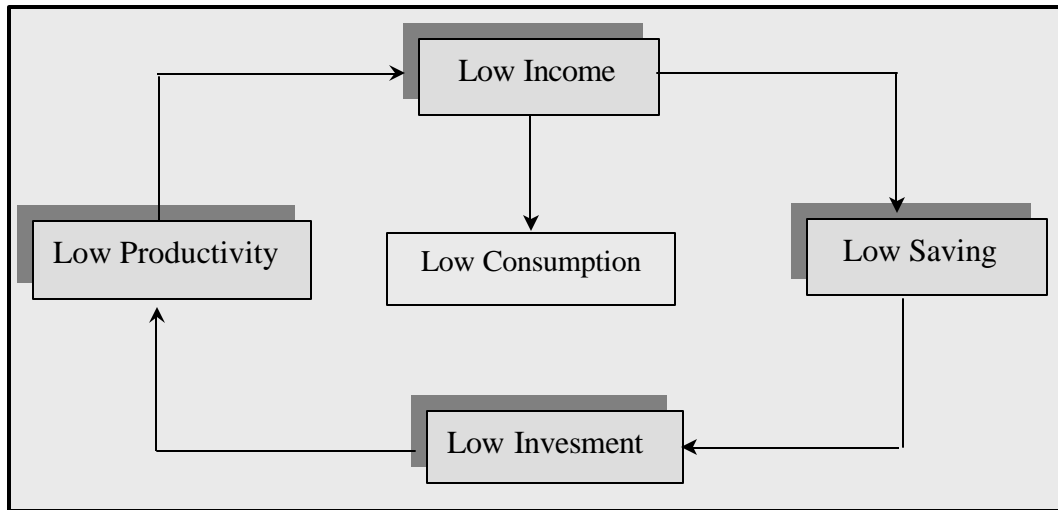 Low Income
Low Productivity
Low Consumption
Low Saving
Low Invesment